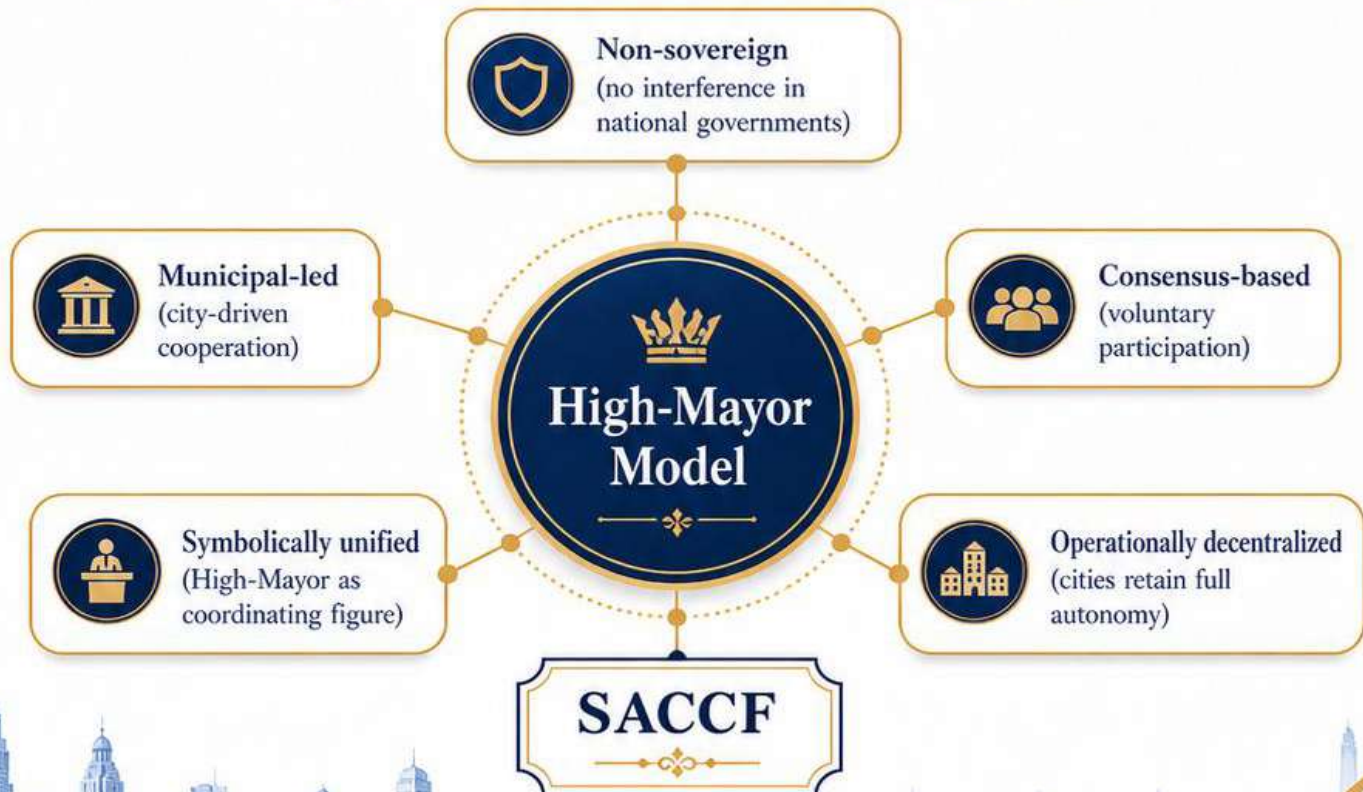 Non-sovereign
(no interference in
national governments)
Municipal-led
(city-driven
cooperation)
Consensus-based
(voluntary
participation)
High-Mayor
Model
Symbolically unified
(High-Mayor as
coordinating figure)
Operationally decentralized
(cities retain full
autonomy)
SACCF